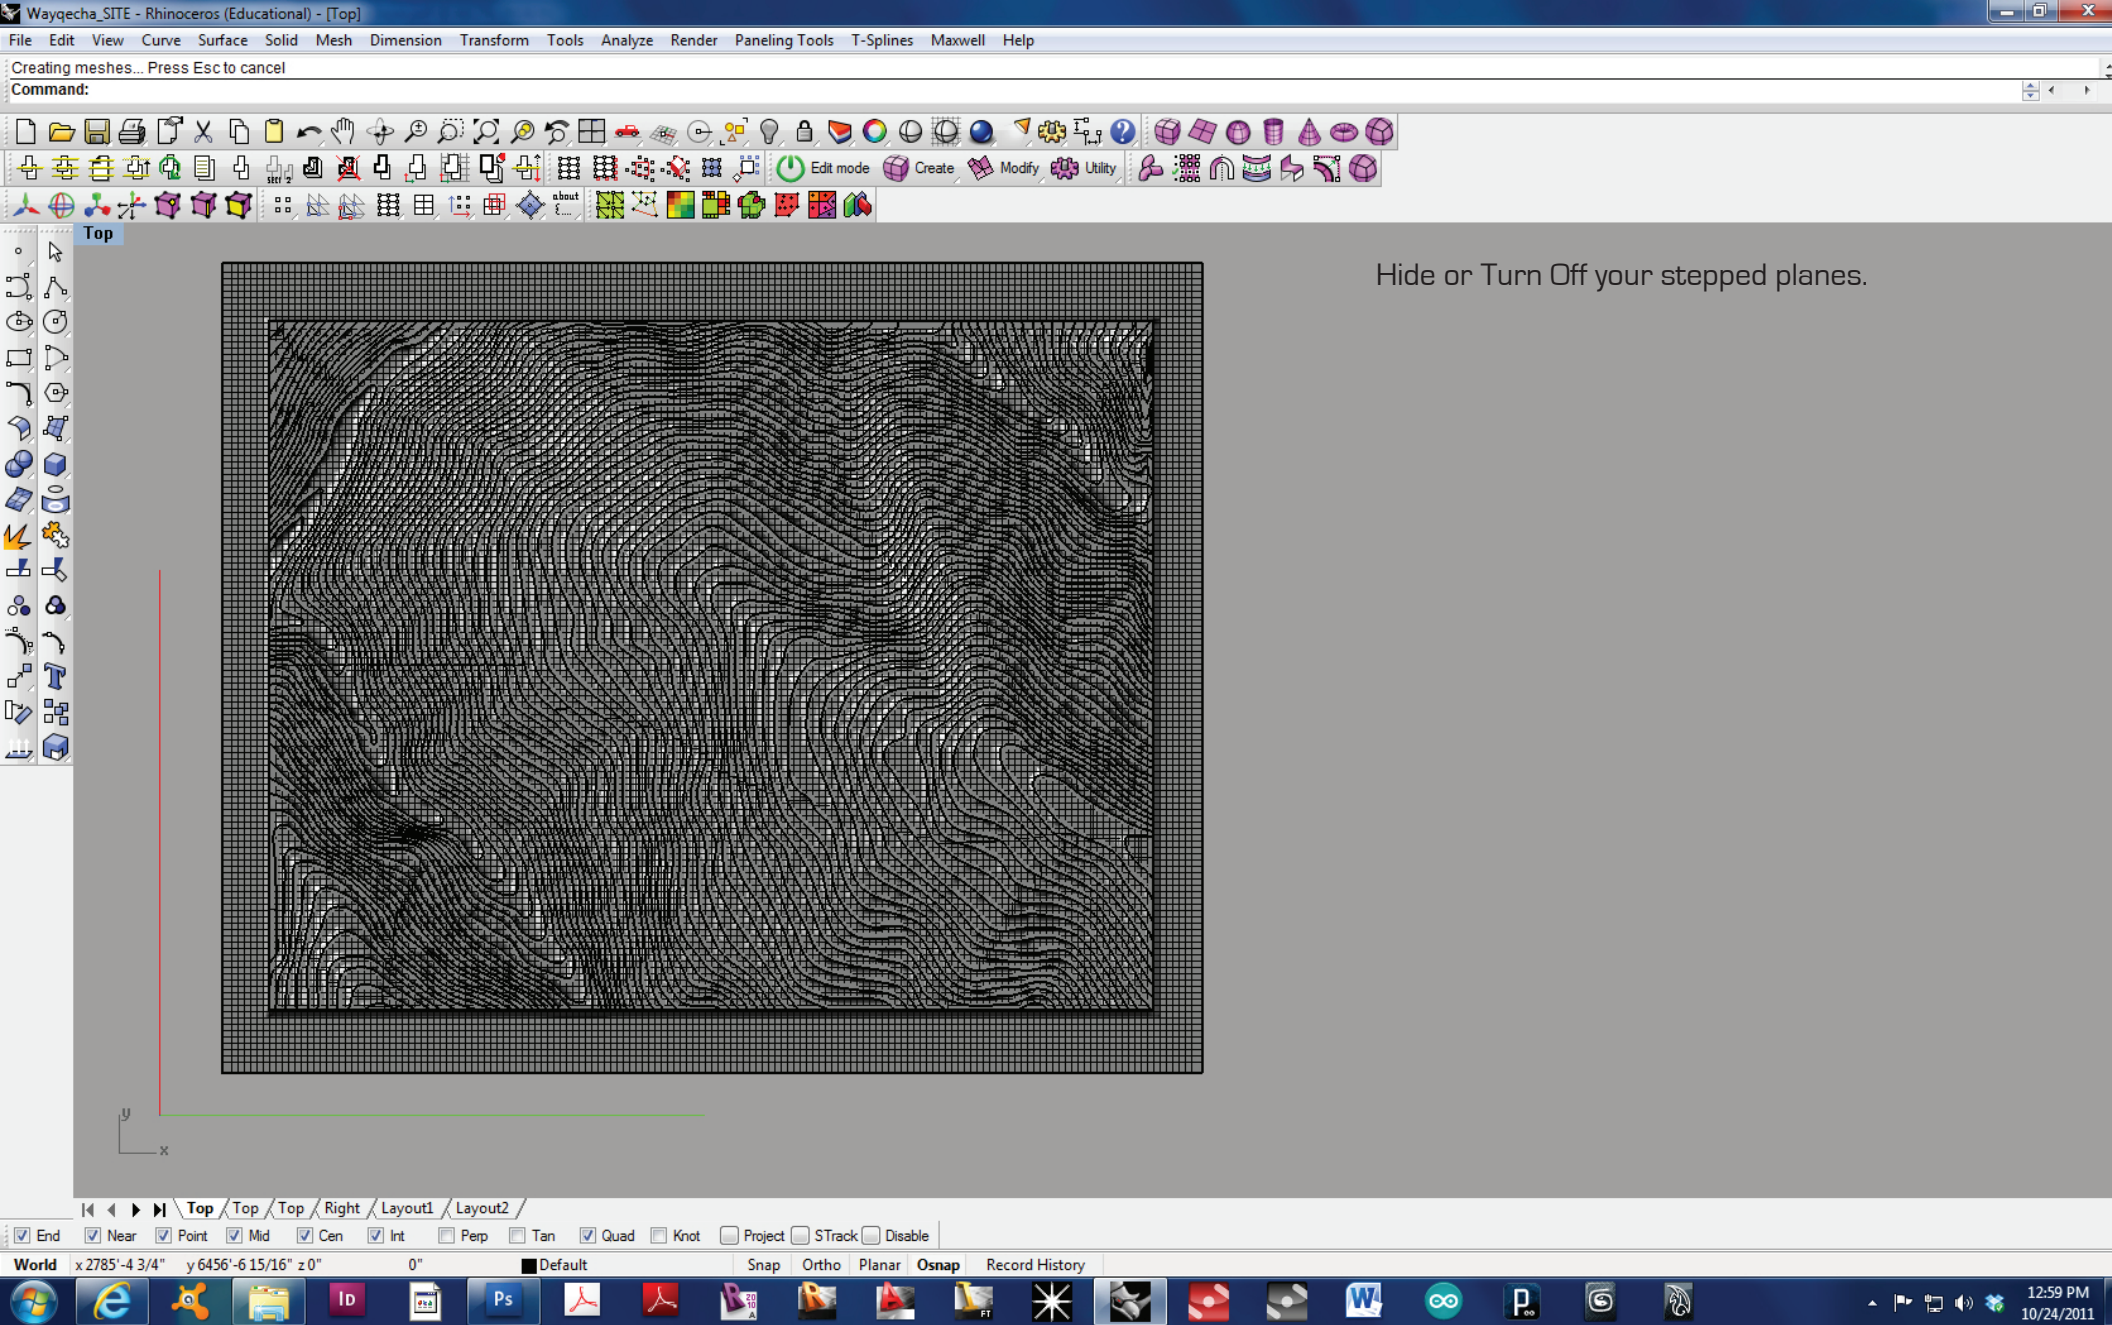 Wayqecha_SITE - Rhinoceros (Educational) - [Top]
File Edit View Curve Surface Solid Mesh Dimension Transform Tools Analyze Render Paneling Tools T-Splines Maxwell Help
Creating meshes... Press Esc to cancel
Command:
Edit mode Create Modify Utility
about
Top
Hide or Turn Off your stepped planes.
y
x
Top Top Top Right Layout1 Layout2
End Near Point Mid Cen Int Perp Tan Quad Knot Project STrack Disable
World x 2785'-4 3/4" y 6456'-6 15/16" z 0" 0" Default Snap Ortho Planar Osnap Record History
ID Ps
12:59 PM
10/24/2011